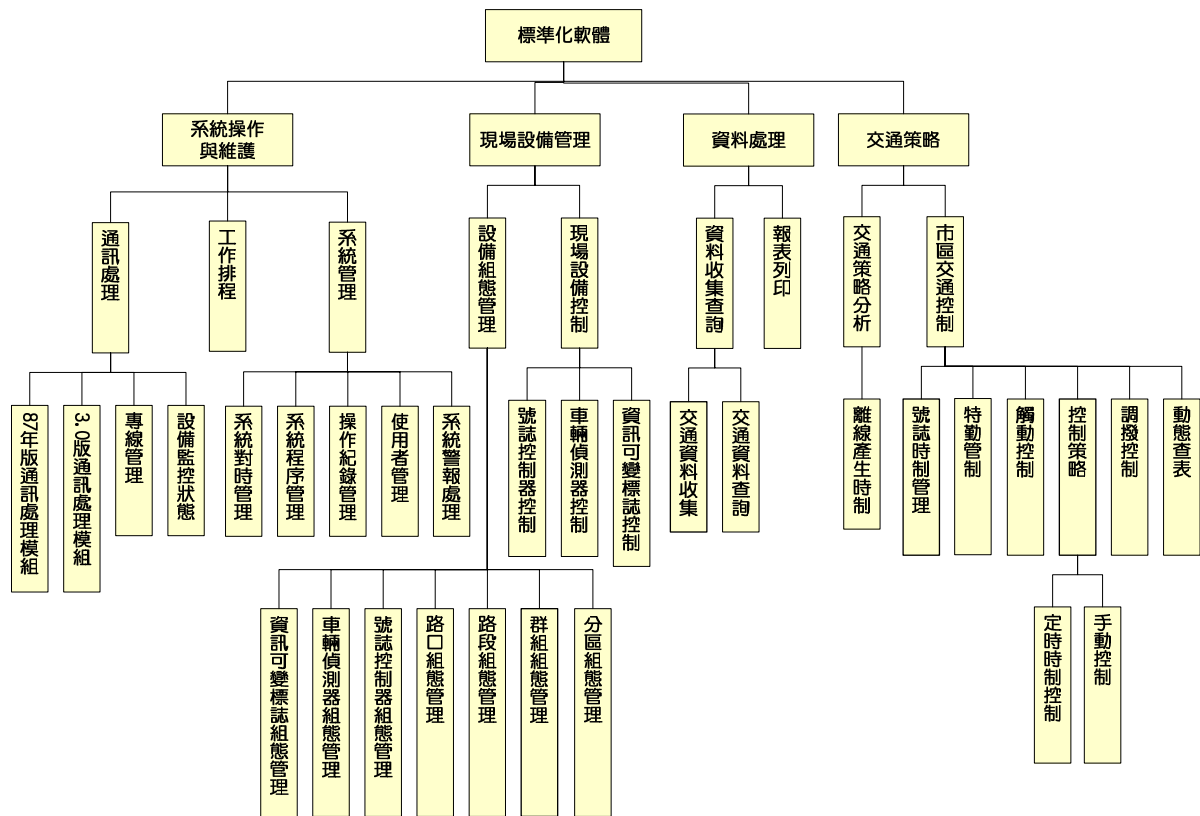 標準化軟體
系統操作
與維護
現場設備管理
資料處理
交通策略
通訊處理
工作排程
系統管理
設備組態管理
現場設備控制
資料收集查詢
報表列印
交通策略分析
市區交通控制
87年版通訊處理模組
3.0版通訊處理模組
專線管理
設備監控狀態
系統對時管理
系統程序管理
操作紀錄管理
使用者管理
系統警報處理
號誌控制器控制
車輛偵測器控制
資訊可變標誌控制
交通資料收集
交通資料查詢
離線產生時制
號誌時制管理
特勤管制
觸動控制
控制策略
調撥控制
動態查表
資訊可變標誌組態管理
車輛偵測器組態管理
號誌控制器組態管理
路口組態管理
路段組態管理
群組組態管理
分區組態管理
定時時制控制
手動控制